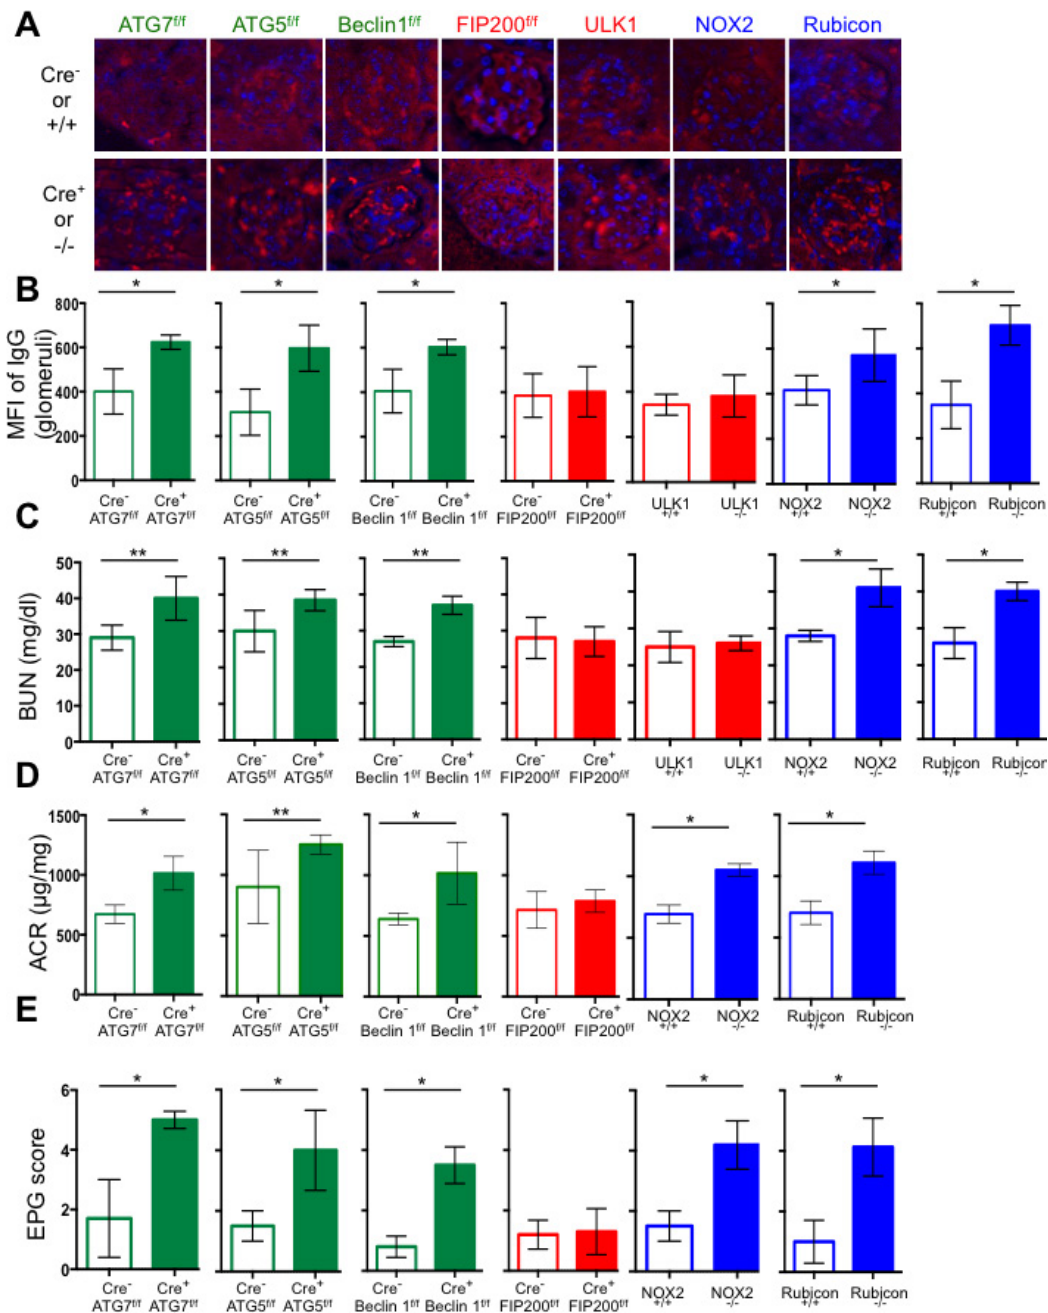 A
ATG7f/f ATG5f/f Beclin1f/f FIP200f/f ULK1 NOX2 Rubicon
Cre-
or
+/+
Cre+
or
-/-
B
* * * * *
MFI of IgG
(glomeruli)
800
600
400
200
0
Cre- Cre+ Cre- Cre+ Cre- Cre+ Cre- Cre+ ULK1 ULK1 NOX2 NOX2 Rubicon Rubicon
ATG7f/f ATG7f/f ATG5f/f ATG5f/f Beclin 1f/f Beclin 1f/f FIP200f/f FIP200f/f +/+ -/- +/+ -/- +/+ -/-
C
** ** ** * *
BUN (mg/dl)
50
40
30
20
10
0
Cre- Cre+ Cre- Cre+ Cre- Cre+ Cre- Cre+ ULK1 ULK1 NOX2 NOX2 Rubicon Rubicon
ATG7f/f ATG7f/f ATG5f/f ATG5f/f Beclin 1f/f Beclin 1f/f FIP200f/f FIP200f/f +/+ -/- +/+ -/- +/+ -/-
D
* ** * * *
ACR (µg/mg)
1500
1000
500
0
Cre- Cre+ Cre- Cre+ Cre- Cre+ Cre- Cre+ NOX2 NOX2 Rubicon Rubicon
ATG7f/f ATG7f/f ATG5f/f ATG5f/f Beclin 1f/f Beclin 1f/f FIP200f/f FIP200f/f +/+ -/- +/+ -/-
E
* * * * *
EPG score
6
4
2
0
Cre- Cre+ Cre- Cre+ Cre- Cre+ Cre- Cre+ NOX2 NOX2 Rubicon Rubicon
ATG7f/f ATG7f/f ATG5f/f ATG5f/f Beclin 1f/f Beclin 1f/f FIP200f/f FIP200f/f +/+ -/- +/+ -/-